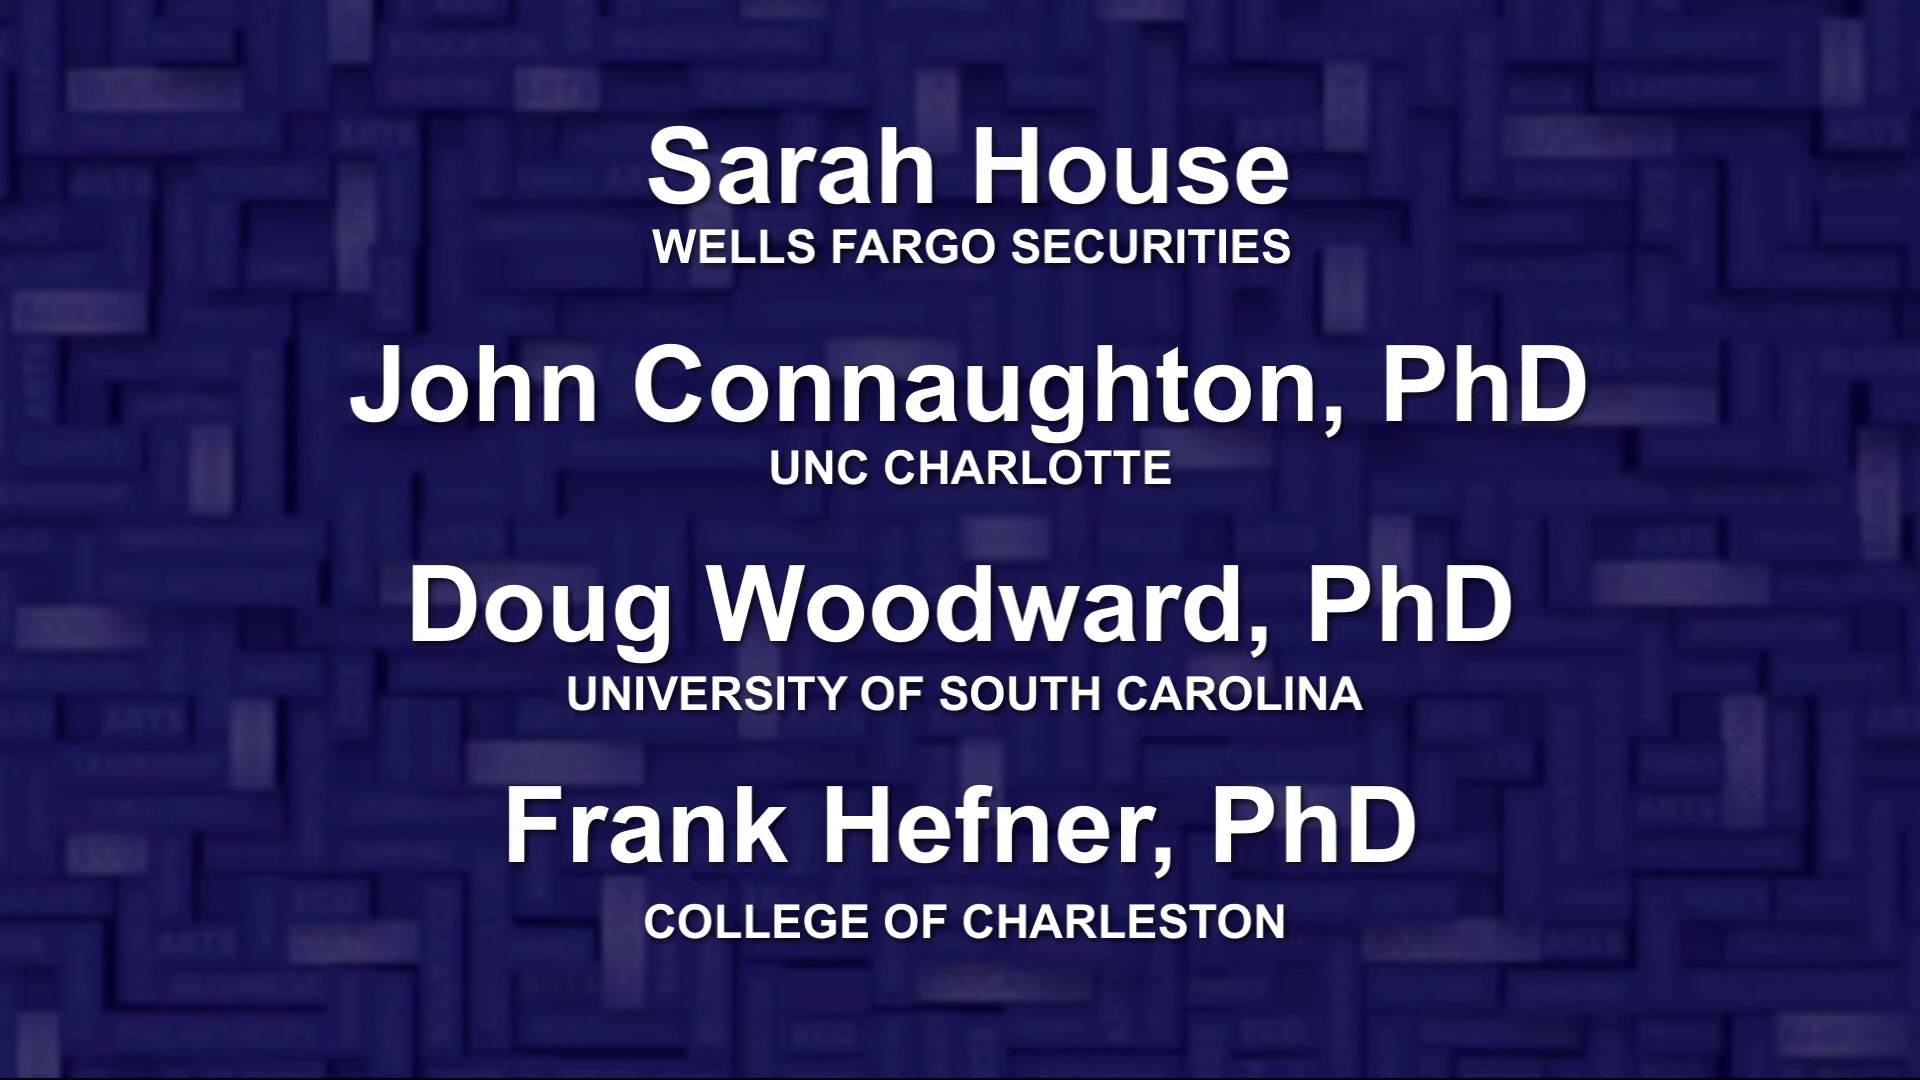 Sarah House
WELLS FARGO SECURITIES
John Connaughton, PhD
UNC CHARLOTTE
Doug Woodward, PhD
UNIVERSITY OF SOUTH CAROLINA
Frank Hefner, PhD
COLLEGE OF CHARLESTON